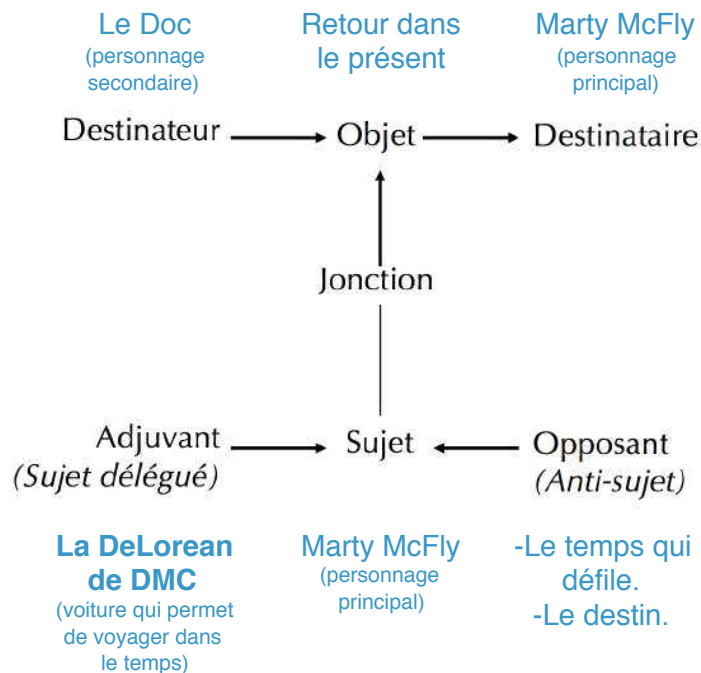 Le Doc
(personnage
secondaire)
Retour dans
le présent
Marty McFly
(personnage
principal)
Destinateur
Objet
Destinataire
Jonction
Adjuvant
(Sujet délégué)
Sujet
Opposant
(Anti-sujet)
La DeLorean
de DMC
(voiture qui permet
de voyager dans
le temps)
Marty McFly
(personnage
principal)
-Le temps qui
défile.
-Le destin.